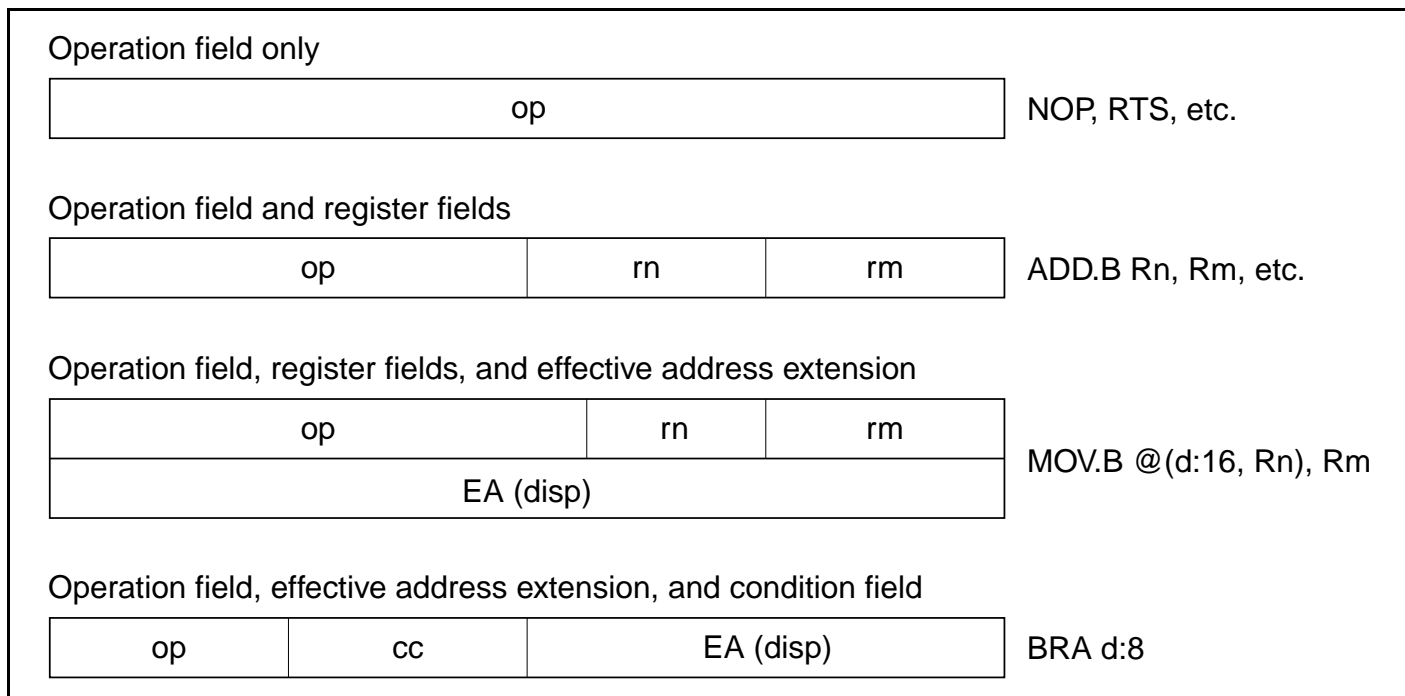 Operation field only
op
NOP, RTS, etc.
Operation field and register fields
op rn rm
ADD.B Rn, Rm, etc.
Operation field, register fields, and effective address extension
op rn rm
EA (disp)
MOV.B @(d:16, Rn), Rm
Operation field, effective address extension, and condition field
op cc EA (disp)
BRA d:8